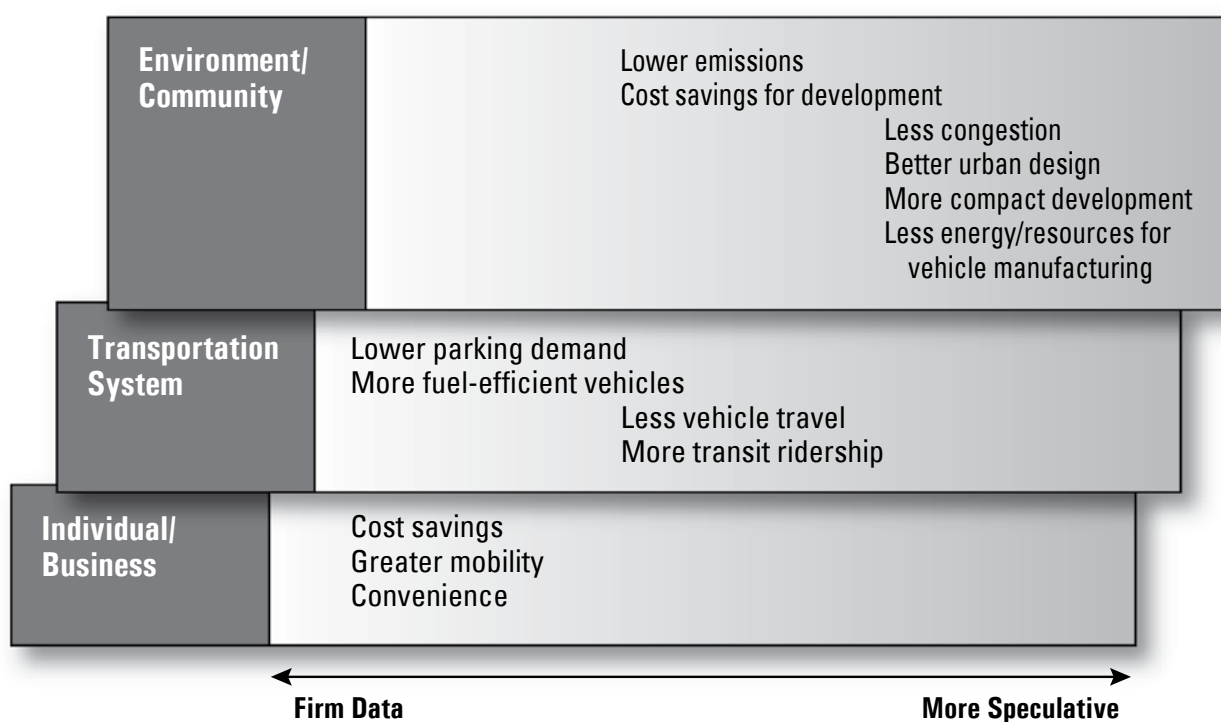 Environment/
Community
Lower emissions
Cost savings for development
Less congestion
Better urban design
More compact development
Less energy/resources for
vehicle manufacturing
Transportation
System
Lower parking demand
More fuel-efficient vehicles
Less vehicle travel
More transit ridership
Individual/
Business
Cost savings
Greater mobility
Convenience
Firm Data
More Speculative